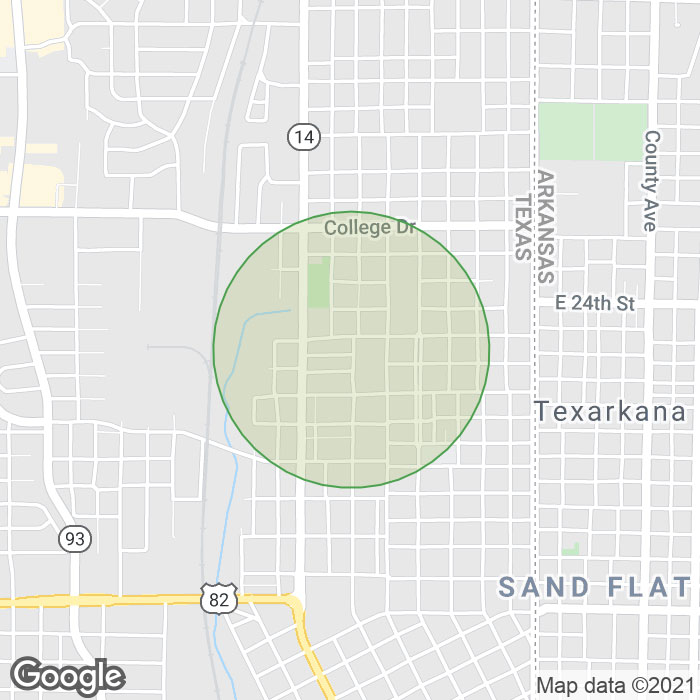 14
County Ave
ARKANSAS
TEXAS
College Dr
E 24th St
Texarkana
93
82
SAND FLAT
Google
Map data ©2021